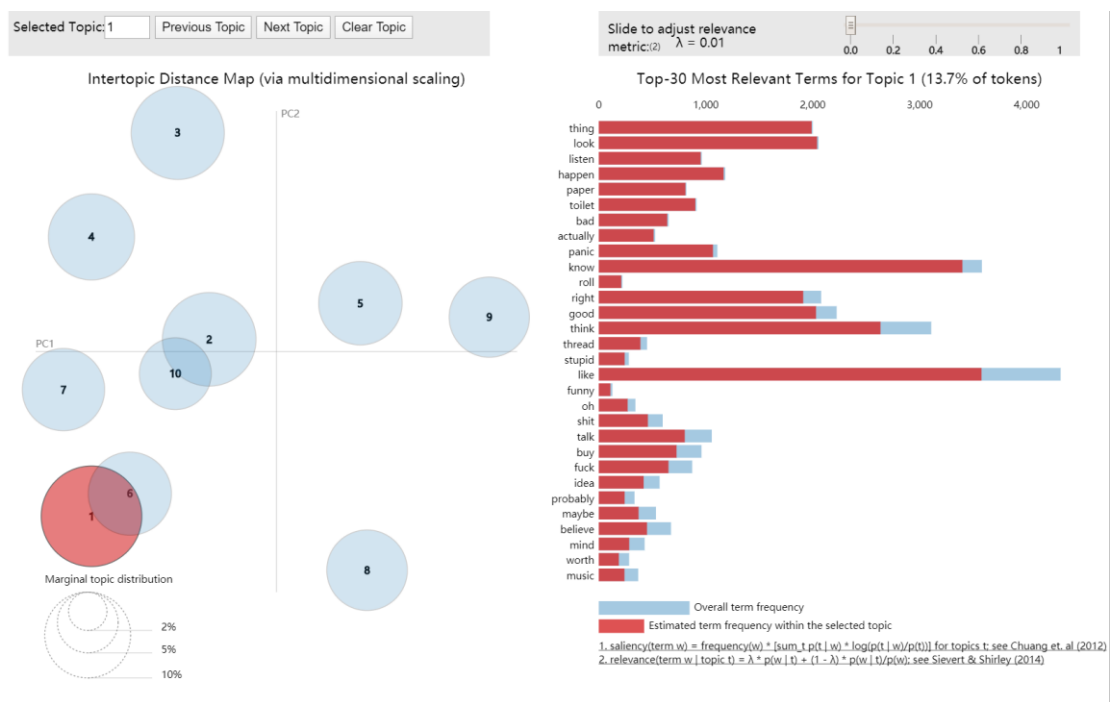 Selected Topic: 1 Previous Topic Next Topic Clear Topic
Slide to adjust relevance
metric:(2) λ = 0.01
0.0 0.2 0.4 0.6 0.8 1
Intertopic Distance Map (via multidimensional scaling)
PC2
PC1
3
4
5
9
2
10
7
6
1
8
Marginal topic distribution
2%
5%
10%
Top-30 Most Relevant Terms for Topic 1 (13.7% of tokens)
0 1,000 2,000 3,000 4,000
thing
look
listen
happen
paper
toilet
bad
actually
panic
know
roll
right
good
think
thread
stupid
like
funny
oh
shit
talk
buy
fuck
idea
probably
maybe
believe
mind
worth
music
Overall term frequency
Estimated term frequency within the selected topic
1. saliency(term w) = frequency(w) * [sum_t p(t | w) * log(p(t | w)/p(t))] for topics t; see Chuang et. al (2012)
2. relevance(term w | topic t) = λ * p(w | t) + (1 - λ) * p(w | t)/p(w); see Sievert & Shirley (2014)